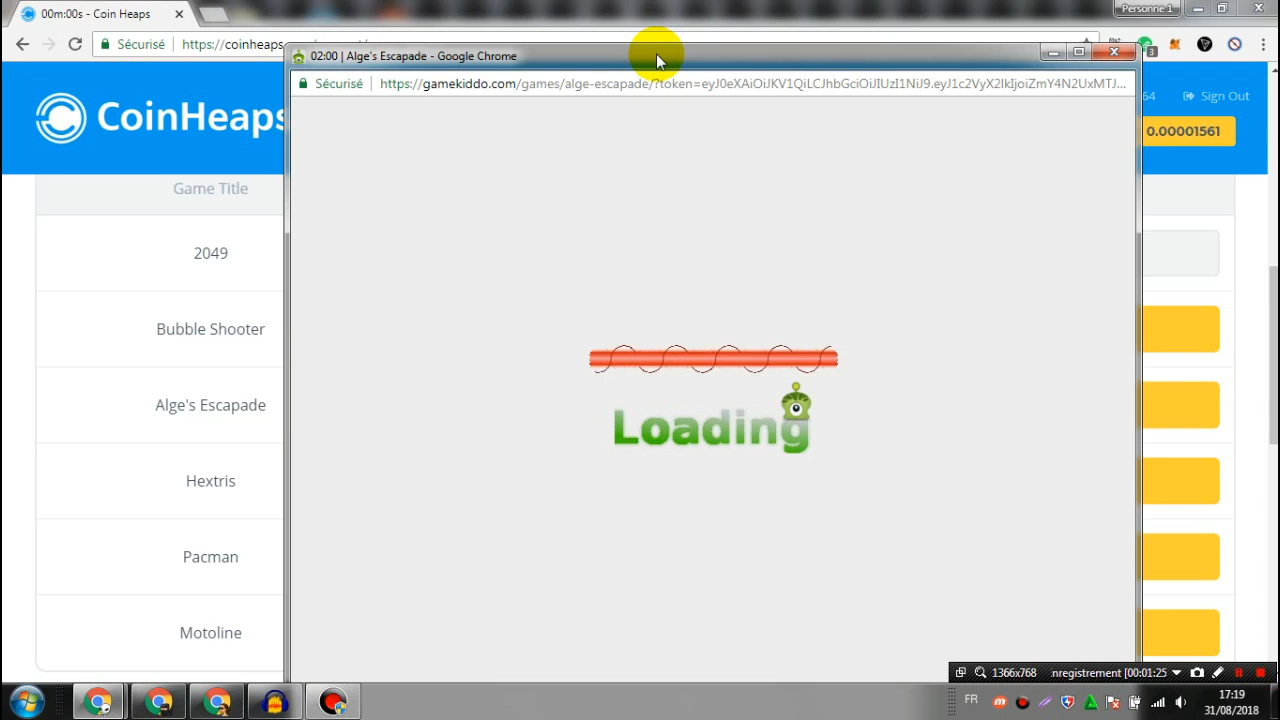 00m:00s - Coin Heaps
Personne 1
Sécurisé
https://coinheaps
3
02:00 | Alge's Escapade - Google Chrome
Sécurisé
https://gamekiddo.com/games/alge-escapade/?token=eyJ0eXAiOiJKV1QiLCJhbGciOiJIUzI1NiJ9.eyJ1c2VyX2lkIjoiZmY4N2UxMTJ...
CoinHeaps
64
Sign Out
0.00001561
Game Title
2049
Bubble Shooter
Alge's Escapade
Hextris
Pacman
Motoline
Loading
1366x768
nregistrement [00:01:25
FR
17:19
31/08/2018